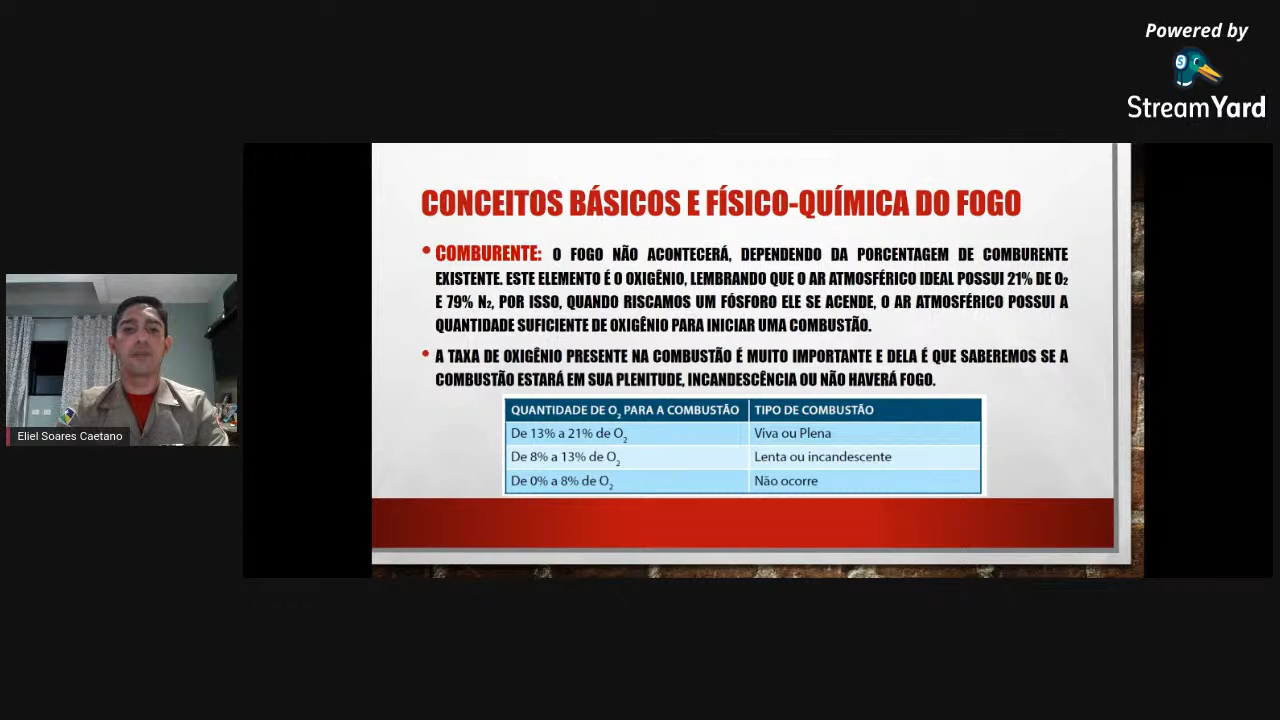 Powered by
StreamYard
CONCEITOS BÁSICOS E FÍSICO-QUÍMICA DO FOGO
• COMBURENTE: O FOGO NÃO ACONTECERÁ, DEPENDENDO DA PORCENTAGEM DE COMBURENTE
EXISTENTE. ESTE ELEMENTO É O OXIGÊNIO, LEMBRANDO QUE O AR ATMOSFÉRICO IDEAL POSSUI 21% DE O₂
E 79% N₂, POR ISSO, QUANDO RISCAMOS UM FÓSFORO ELE SE ACENDE, O AR ATMOSFÉRICO POSSUI A
QUANTIDADE SUFICIENTE DE OXIGÊNIO PARA INICIAR UMA COMBUSTÃO.
• A TAXA DE OXIGÊNIO PRESENTE NA COMBUSTÃO É MUITO IMPORTANTE E DELA É QUE SABEREMOS SE A
COMBUSTÃO ESTARÁ EM SUA PLENITUDE, INCANDESCÊNCIA OU NÃO HAVERÁ FOGO.
QUANTIDADE DE O₂ PARA A COMBUSTÃO TIPO DE COMBUSTÃO
De 13% a 21% de O₂ Viva ou Plena
De 8% a 13% de O₂ Lenta ou incandescente
De 0% a 8% de O₂ Não ocorre
Eliel Soares Caetano